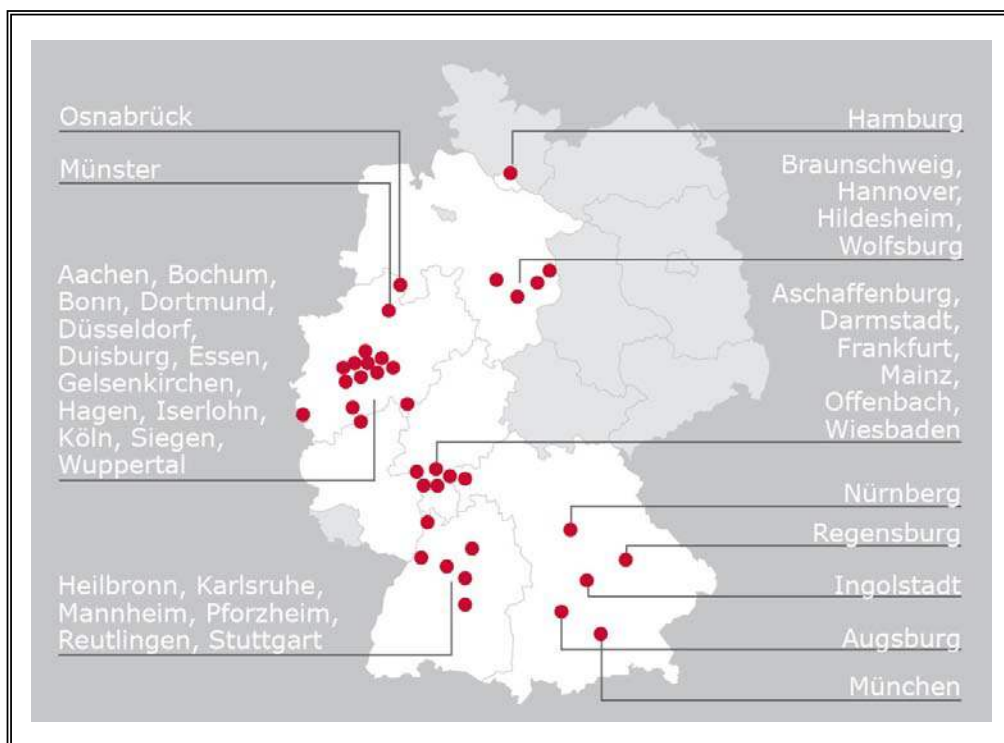 Osnabrück
Münster
Aachen, Bochum,
Bonn, Dortmund,
Düsseldorf,
Duisburg, Essen,
Gelsenkirchen,
Hagen, Iserlohn,
Köln, Siegen,
Wuppertal
Heilbronn, Karlsruhe,
Mannheim, Pforzheim,
Reutlingen, Stuttgart
Hamburg
Braunschweig,
Hannover,
Hildesheim,
Wolfsburg
Aschaffenburg,
Darmstadt,
Frankfurt,
Mainz,
Offenbach,
Wiesbaden
Nürnberg
Regensburg
Ingolstadt
Augsburg
München